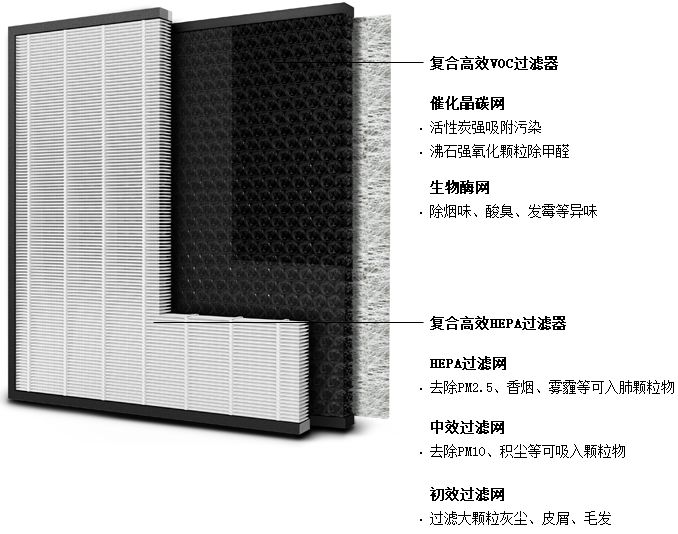 复合高效VOC过滤器
催化晶碳网
· 活性炭强吸附污染
· 沸石强氧化颗粒除甲醛
生物酶网
· 除烟味、酸臭、发霉等异味
复合高效HEPA过滤器
HEPA过滤网
· 去除PM2.5、香烟、雾霾等可入肺颗粒物
中效过滤网
· 去除PM10、积尘等可吸入颗粒物
初效过滤网
· 过滤大颗粒灰尘、皮屑、毛发